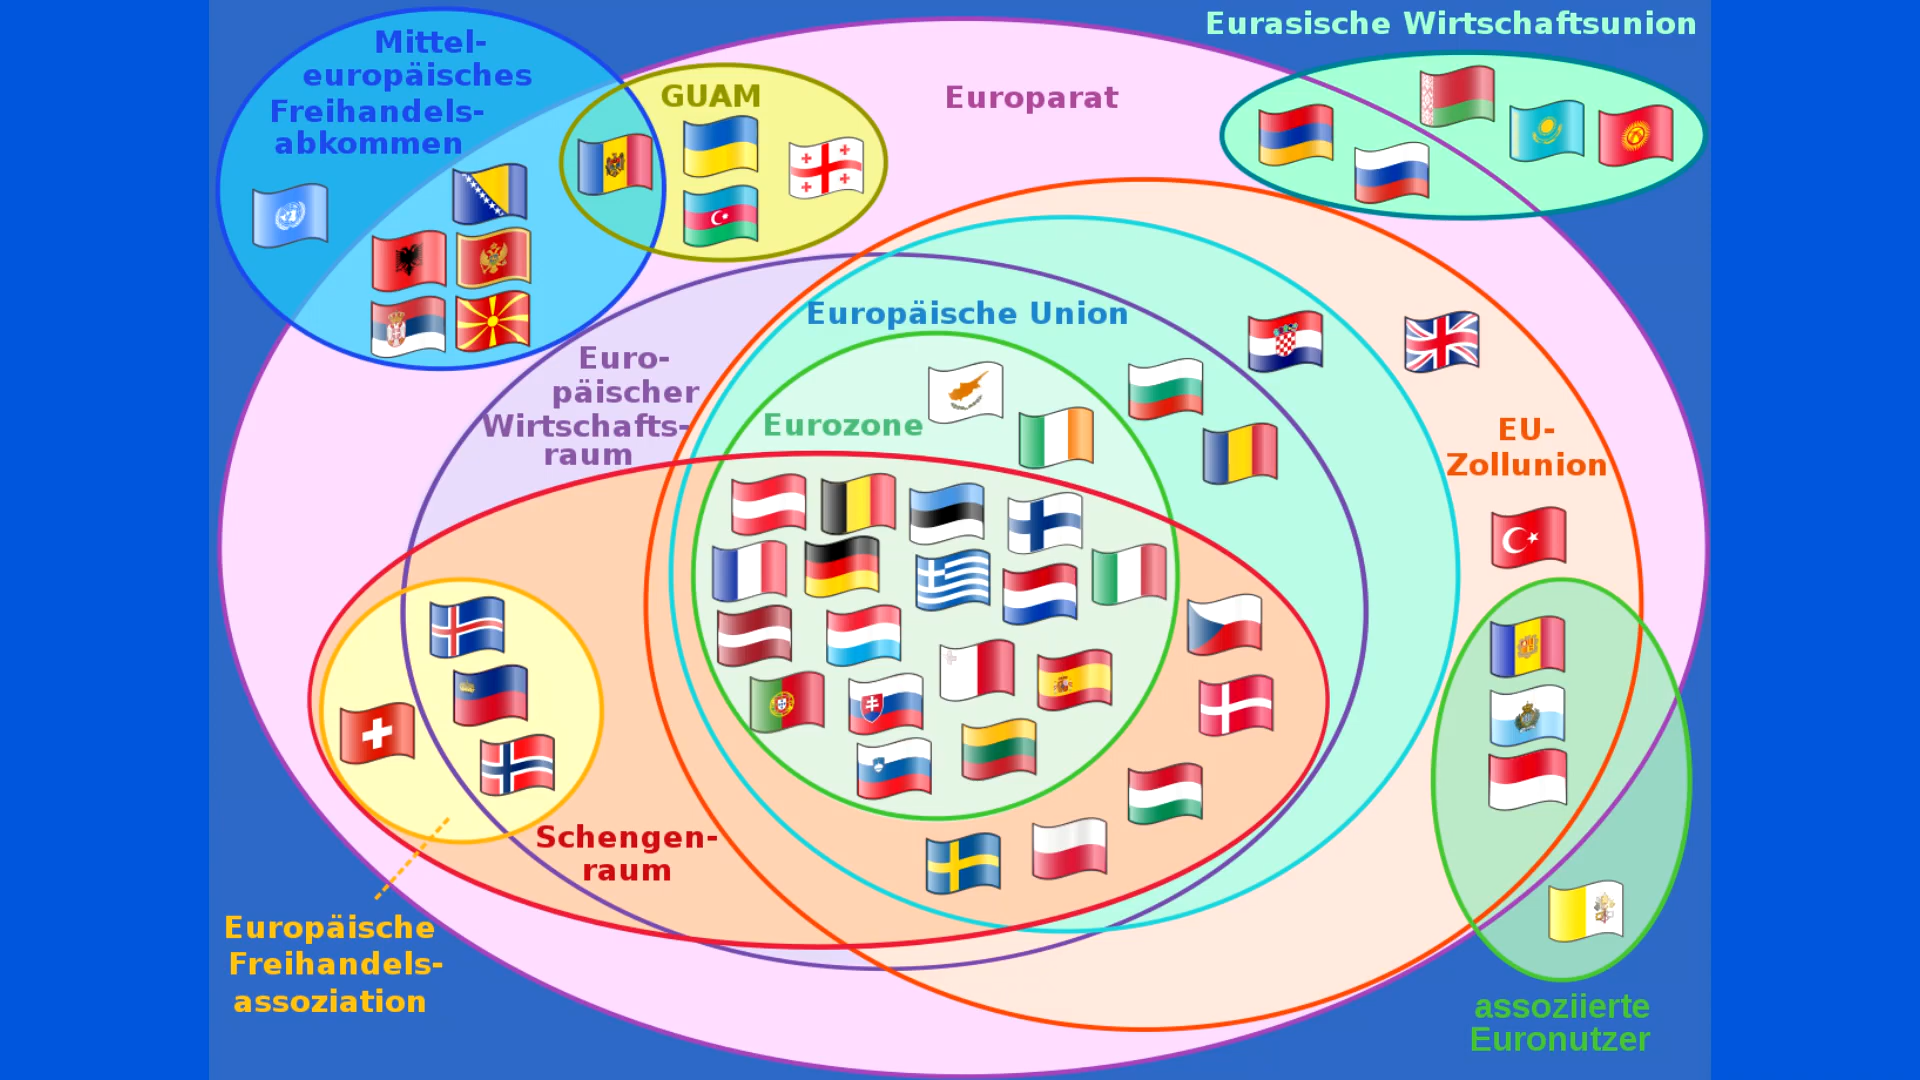 Mittel-
europäisches
Freihandels-
abkommen
GUAM
Europarat
Eurasische Wirtschaftsunion
Europäische Union
Euro-
päischer
Wirtschafts-
raum
Eurozone
EU-
Zollunion
Schengen-
raum
Europäische
Freihandels-
assoziation
assoziierte
Euronutzer